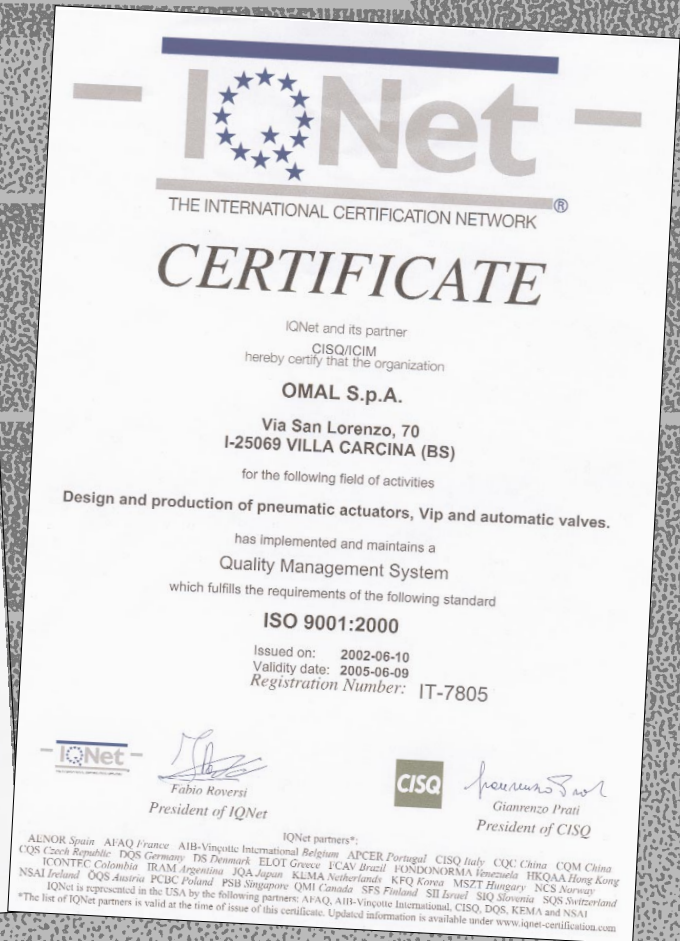 IQNet
®
THE INTERNATIONAL CERTIFICATION NETWORK
CERTIFICATE
IQNet and its partner
CISQ/ICIM
hereby certify that the organization
OMAL S.p.A.
Via San Lorenzo, 70
I-25069 VILLA CARCINA (BS)
for the following field of activities
Design and production of pneumatic actuators, Vip and automatic valves.
has implemented and maintains a
Quality Management System
which fulfills the requirements of the following standard
ISO 9001:2000
Issued on: 2002-06-10
Validity date: 2005-06-09
Registration Number: IT-7805
IQNet
CISQ
Fabio Roversi
President of IQNet
Gianrenzo Prati
President of CISQ
IQNet partners*:
AENOR Spain AFAQ France AIB-Vinçotte International Belgium APCER Portugal CISQ Italy CQC China CQM China
CQS Czech Republic DQS Germany DS Denmark ELOT Greece FCAV Brazil FONDONORMA Venezuela HKQAA Hong Kong
ICONTEC Colombia IRAM Argentina JQA Japan KEMA Netherlands KFQ Korea MSZT Hungary NCS Norway
NSAI Ireland ÖQS Austria PCBC Poland PSB Singapore QMI Canada SFS Finland SII Israel SIQ Slovenia SQS Switzerland
IQNet is represented in the USA by the following partners: AFAQ, AIB-Vinçotte International, CISQ, DQS, KEMA and NSAI
*The list of IQNet partners is valid at the time of issue of this certificate. Updated information is available under www.iqnet-certification.com